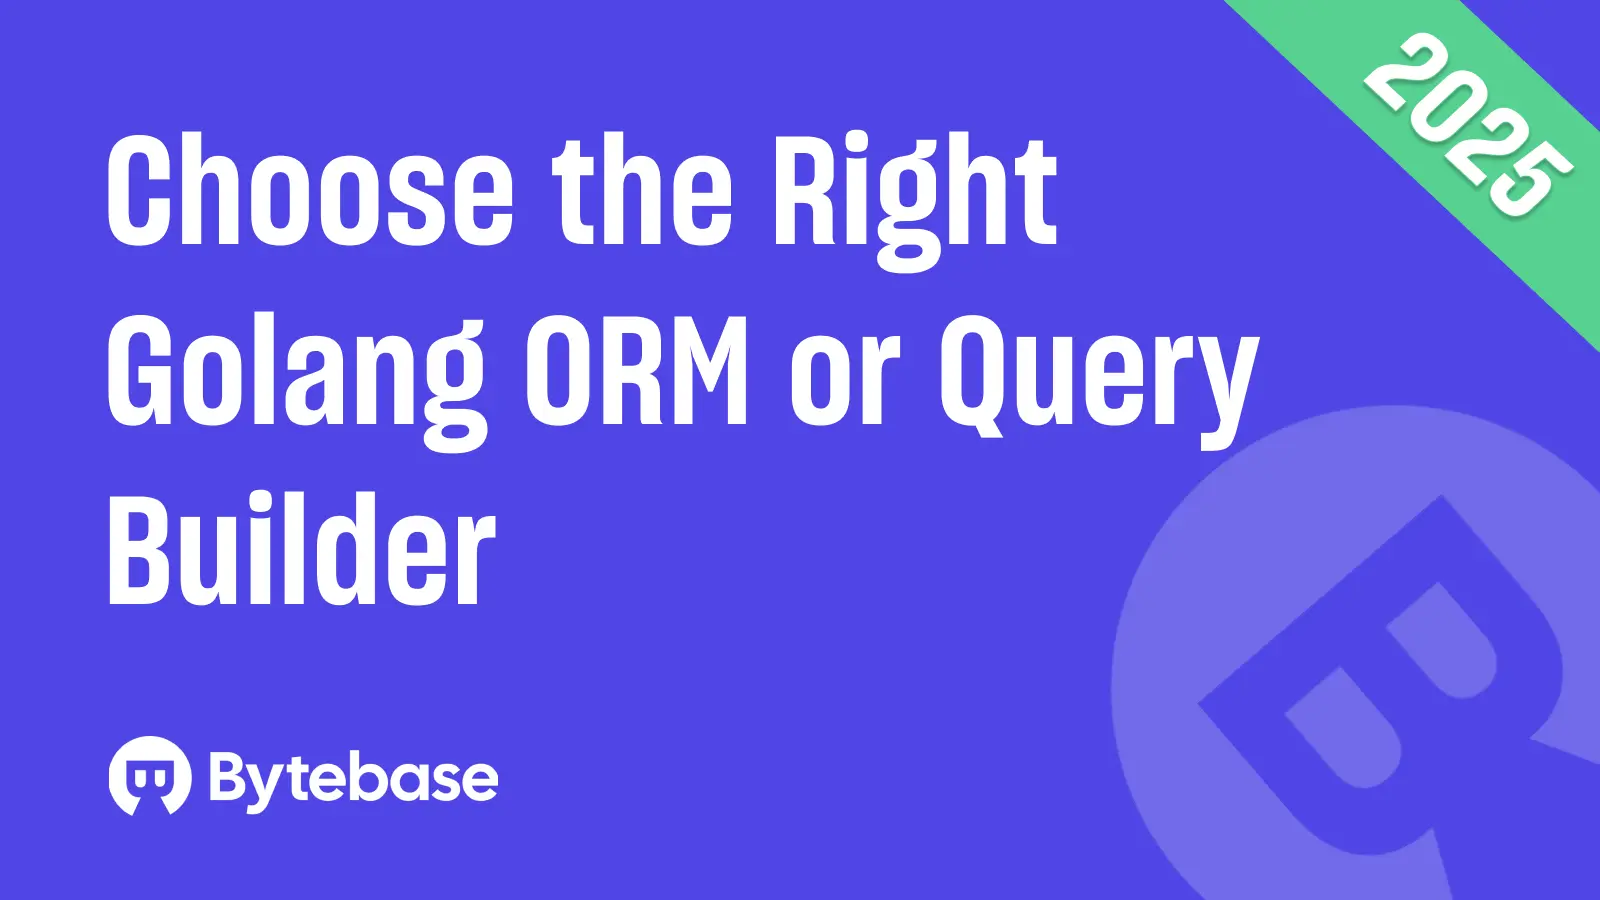 2025
Choose the Right
Golang ORM or Query
Builder
Bytebase